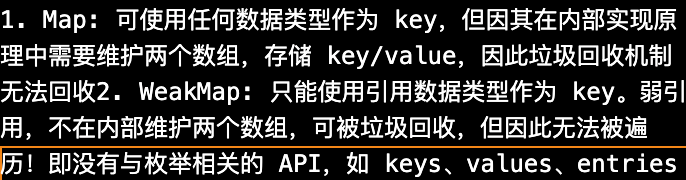 1. Map: 可使用任何数据类型作为 key，但因其在内部实现原
理中需要维护两个数组，存储 key/value，因此垃圾回收机制
无法回收2. WeakMap: 只能使用引用数据类型作为 key。弱引
用，不在内部维护两个数组，可被垃圾回收，但因此无法被遍
历！即没有与枚举相关的 API，如 keys、values、entries